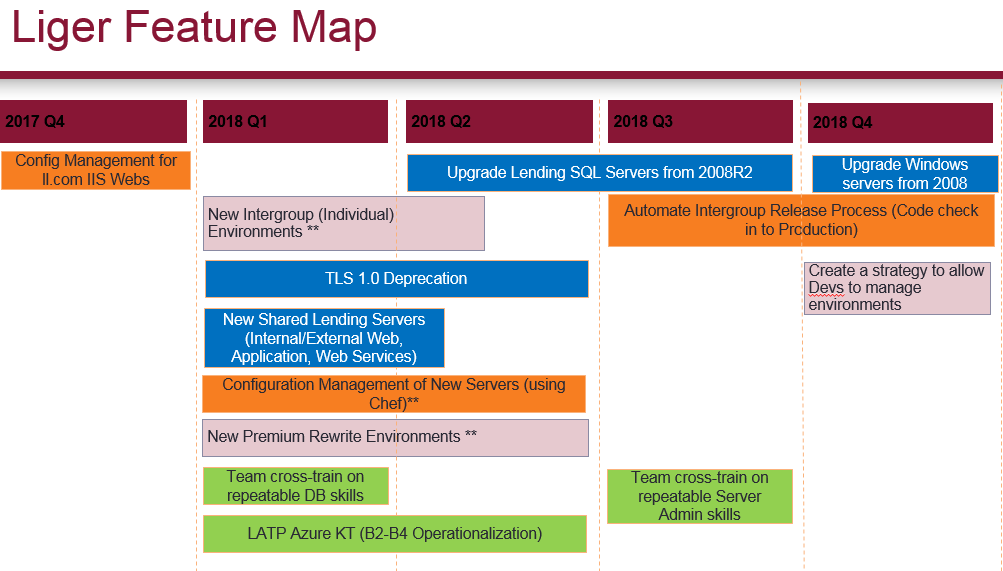 Liger Feature Map
2017 Q4
2018 Q1
2018 Q2
2018 Q3
2018 Q4
Config Management for
ll.com IIS Webs
Upgrade Lending SQL Servers from 2008R2
Upgrade Windows
servers from 2008
New Intergroup (Individual)
Environments **
Automate Intergroup Release Process (Code check
in to Production)
TLS 1.0 Deprecation
Create a strategy to allow
Devs to manage
environments
New Shared Lending Servers
(Internal/External Web,
Application, Web Services)
Configuration Management of New Servers (using
Chef)**
New Premium Rewrite Environments **
Team cross-train on
repeatable DB skills
Team cross-train on
repeatable Server
Admin skills
LATP Azure KT (B2-B4 Operationalization)